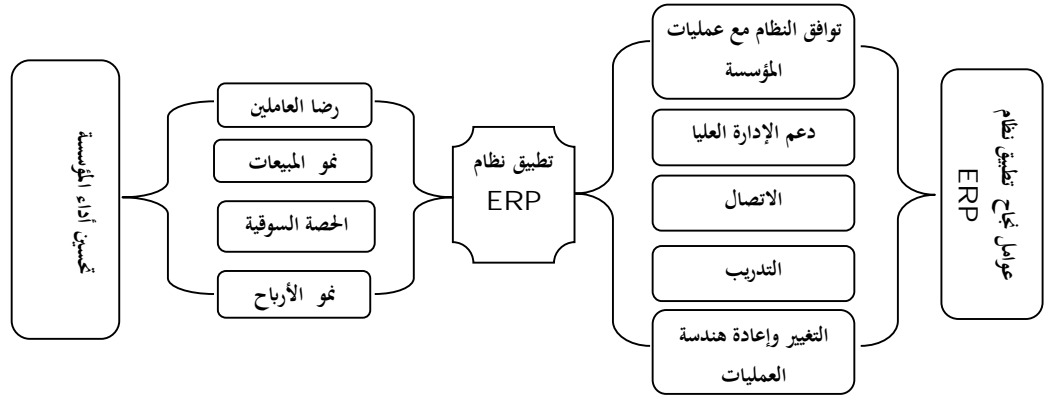 عوامل نجاح تطبيق نظام
ERP
توافق النظام مع عمليات
المؤسسة
دعم الإدارة العليا
الاتصال
التدريب
التغيير وإعادة هندسة
العمليات
تطبيق نظام
ERP
رضا العاملين
نمو المبيعات
الحصة السوقية
نمو الأرباح
تحسين أداء المؤسسة